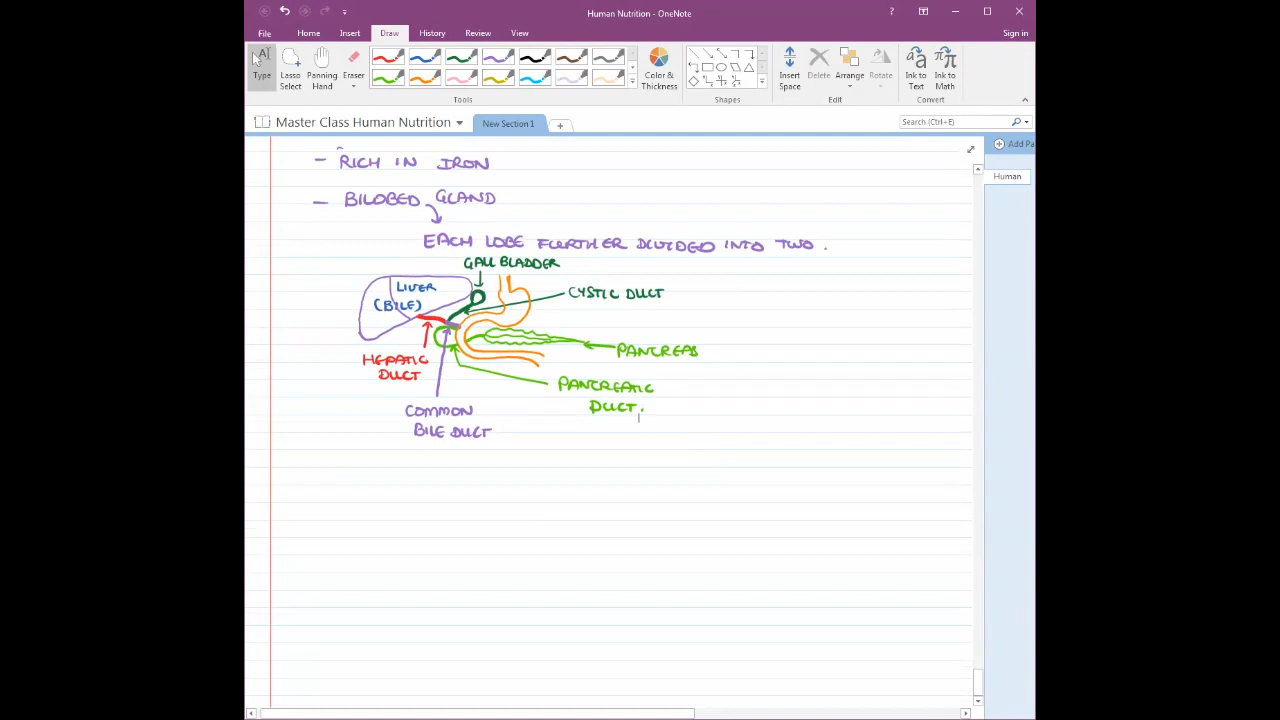 Human Nutrition - OneNote
File Home Insert Draw History Review View Sign in
Type
Lasso Select
Panning Hand
Eraser
Color & Thickness
Insert Space
Delete
Arrange
Rotate
Ink to Text
Ink to Math
Tools Shapes Edit Convert
Master Class Human Nutrition New Section 1 Search (Ctrl+E)
Add Pa
Human
- RICH IN IRON
- BILOBED GLAND
EACH LOBE FURTHER DIVIDED INTO TWO.
GALL BLADDER
LIVER
(BILE)
CYSTIC DUCT
HEPATIC
DUCT
PANCREAS
PANCREATIC
DUCT.
COMMON
BILE DUCT